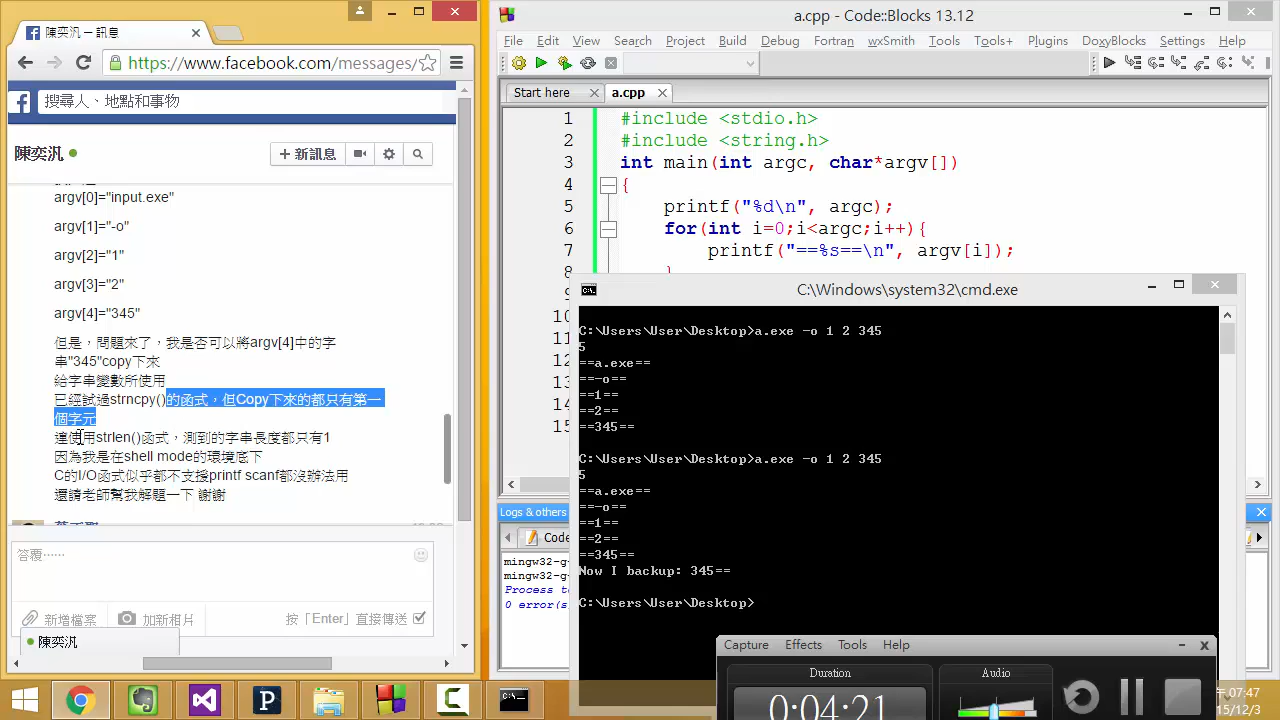 陳奕汎 – 訊息
https://www.facebook.com/messages/
搜尋人、地點和事物
陳奕汎
+ 新訊息
argv[0]="input.exe"
argv[1]="-o"
argv[2]="1"
argv[3]="2"
argv[4]="345"
但是，問題來了，我是否可以將argv[4]中的字
串"345"copy下來
給字串變數所使用
已經試過strncpy()的函式，但Copy下來的都只有第一
個字元
連使用strlen()函式，測到的字串長度都只有1
因為我是在shell mode的環境底下
C的I/O函式似乎都不支援printf scanf都沒辦法用
還請老師幫我解題一下 謝謝
答覆⋯⋯
新增檔案
加新相片
按「Enter」直接傳送
陳奕汎
a.cpp - Code::Blocks 13.12
File Edit View Search Project Build Debug Fortran wxSmith Tools Tools+ Plugins DoxyBlocks Settings Help
Start here
a.cpp
1 #include <stdio.h>
2 #include <string.h>
3 int main(int argc, char*argv[])
4 {
5 printf("%d\n", argc);
6 for(int i=0;i<argc;i++){
7 printf("==%s==\n", argv[i]);
8 }
9
10
11
12
13
14
15
Logs & others
Code
mingw32-g
mingw32-g
Process te
0 error(s
C:\Windows\system32\cmd.exe
C:\Users\User\Desktop>a.exe -o 1 2 345
5
==a.exe==
==-o==
==1==
==2==
==345==
C:\Users\User\Desktop>a.exe -o 1 2 345
5
==a.exe==
==-o==
==1==
==2==
==345==
Now I backup: 345==
C:\Users\User\Desktop>
Capture Effects Tools Help
Duration
Audio
0:04:21
午 07:47
15/12/3